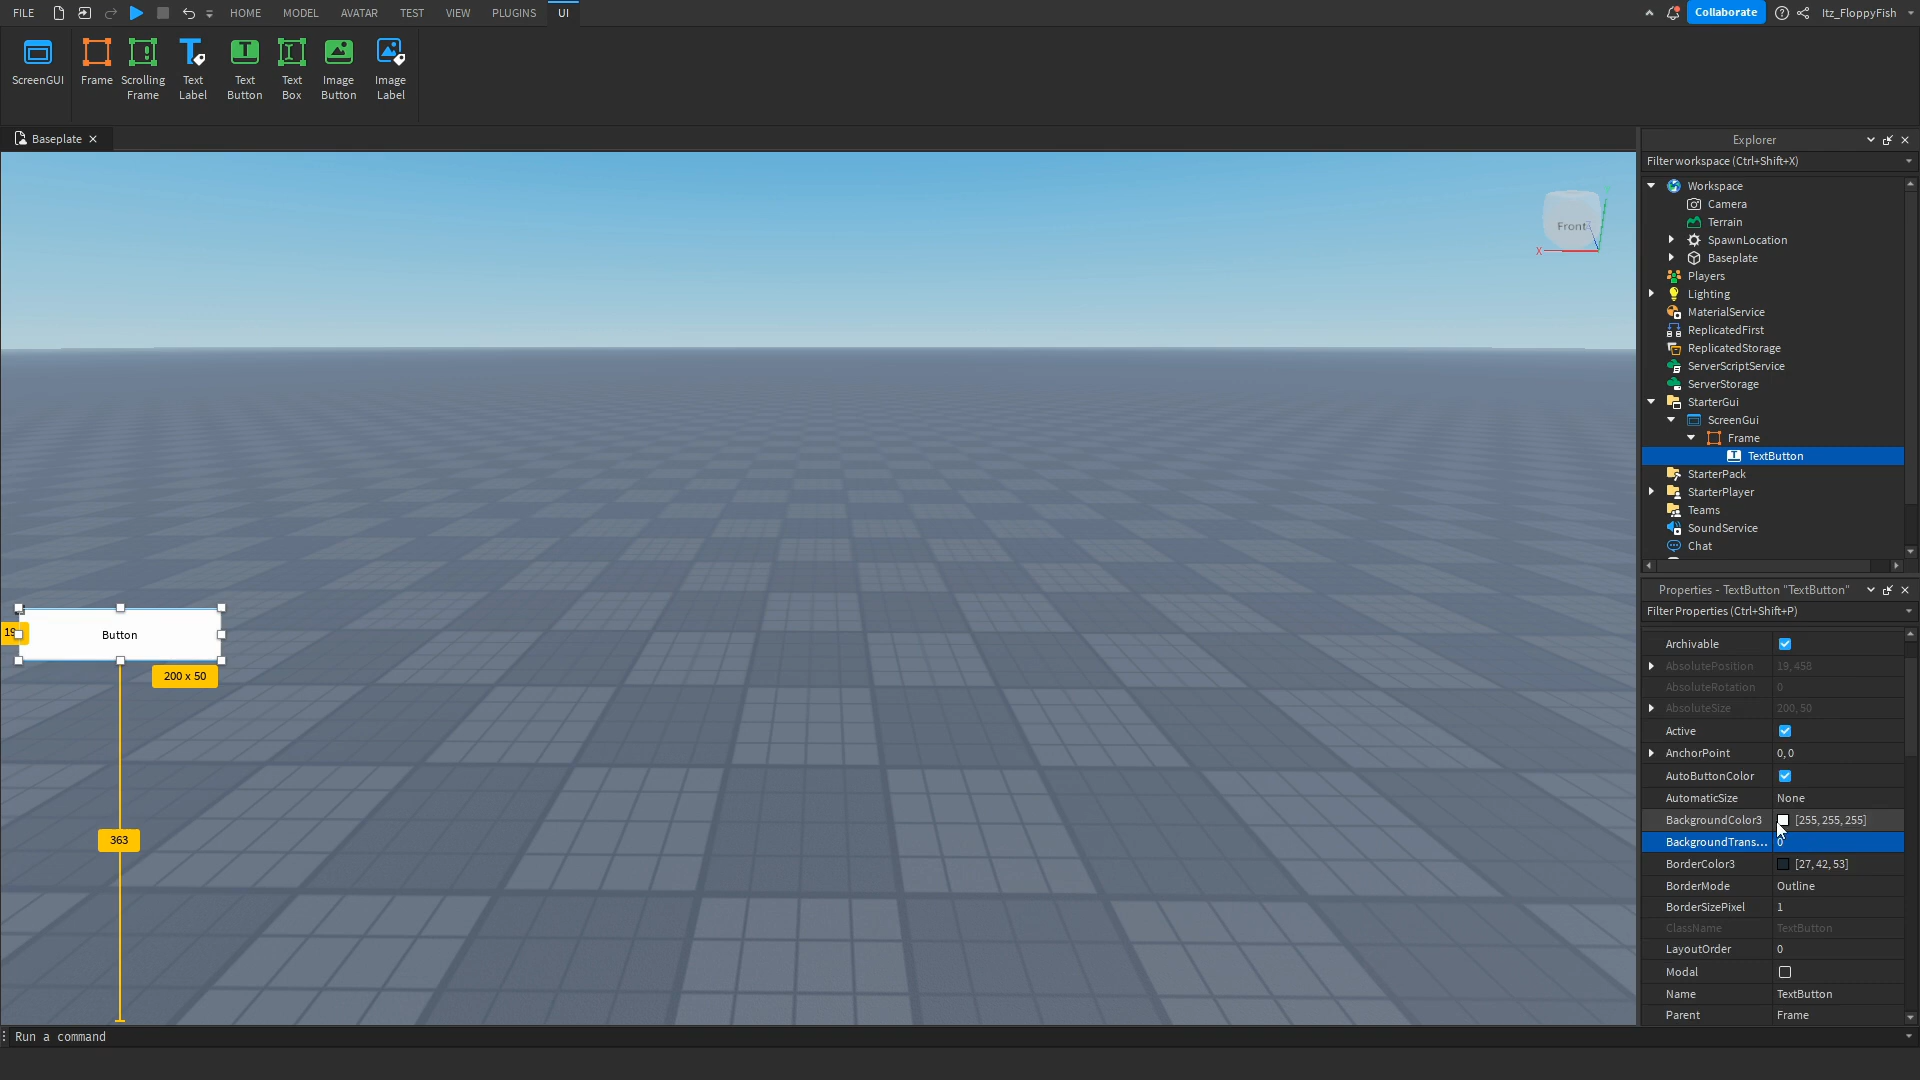 FILE
HOME
MODEL
AVATAR
TEST
VIEW
PLUGINS
UI
Collaborate
Itz_FloppyFish
ScreenGUI
Frame
Scrolling
Frame
Text
Label
Text
Button
Text
Box
Image
Button
Image
Label
Baseplate
Explorer
Filter workspace (Ctrl+Shift+X)
Workspace
Camera
Terrain
SpawnLocation
Baseplate
Players
Lighting
MaterialService
ReplicatedFirst
ReplicatedStorage
ServerScriptService
ServerStorage
StarterGui
ScreenGui
Frame
TextButton
StarterPack
StarterPlayer
Teams
SoundService
Chat
Front
X
Button
19
200 x 50
363
Properties - TextButton "TextButton"
Filter Properties (Ctrl+Shift+P)
Archivable
AbsolutePosition 19, 458
AbsoluteRotation 0
AbsoluteSize 200, 50
Active
AnchorPoint 0, 0
AutoButtonColor
AutomaticSize None
BackgroundColor3 [255, 255, 255]
BackgroundTrans... 0
BorderColor3 [27, 42, 53]
BorderMode Outline
BorderSizePixel 1
ClassName TextButton
LayoutOrder 0
Modal
Name TextButton
Parent Frame
Run a command